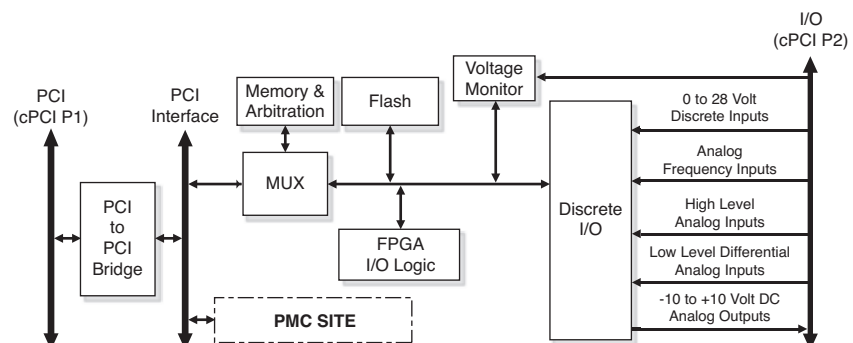 I/O
(cPCI P2)
PCI
(cPCI P1)
PCI
Interface
Memory &
Arbitration
Flash
Voltage
Monitor
0 to 28 Volt
Discrete Inputs
Analog
Frequency Inputs
MUX
PCI
to
PCI
Bridge
Discrete
I/O
High Level
Analog Inputs
FPGA
I/O Logic
Low Level Differential
Analog Inputs
-10 to +10 Volt DC
Analog Outputs
PMC SITE